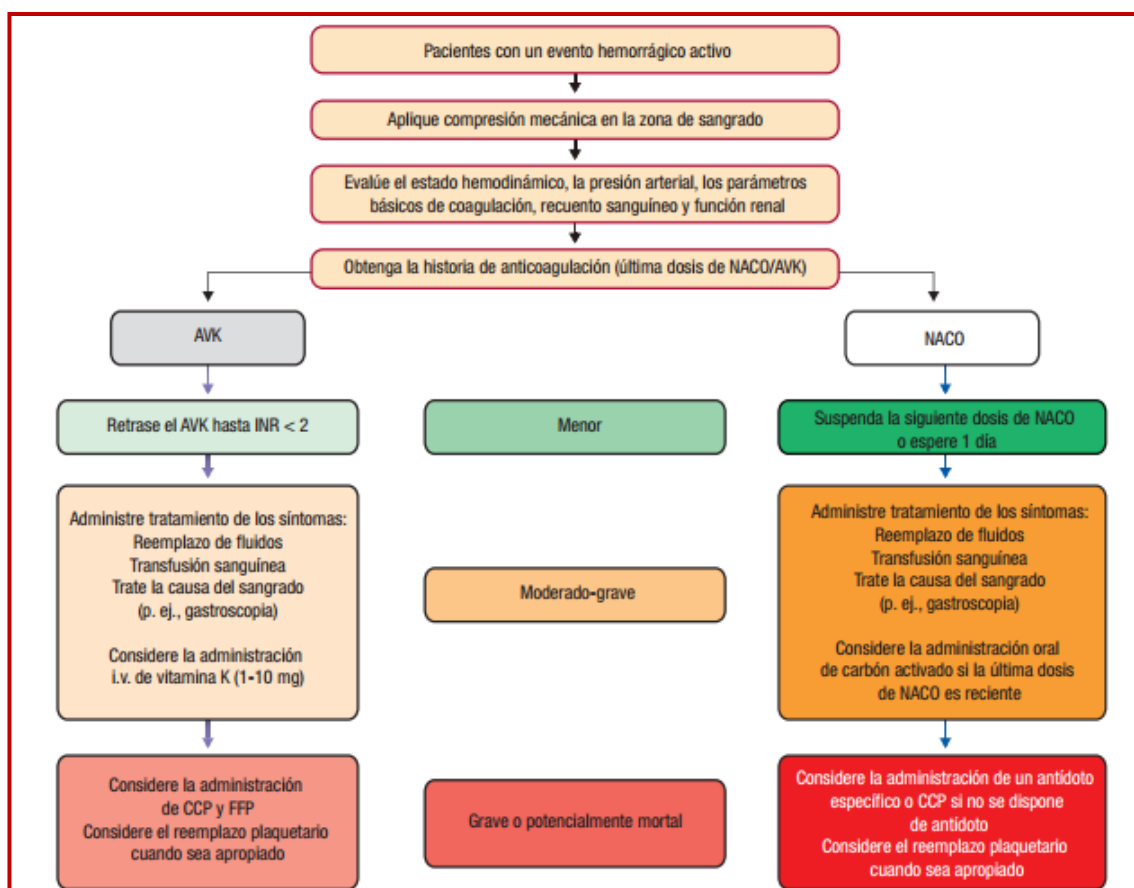 Pacientes con un evento hemorrágico activo
Aplique compresión mecánica en la zona de sangrado
Evalúe el estado hemodinámico, la presión arterial, los parámetros
básicos de coagulación, recuento sanguíneo y función renal
Obtenga la historia de anticoagulación (última dosis de NACO/AVK)
AVK
NACO
Retrase el AVK hasta INR < 2
Menor
Suspenda la siguiente dosis de NACO
o espere 1 día
Administre tratamiento de los síntomas:
Reemplazo de fluidos
Transfusión sanguínea
Trate la causa del sangrado
(p. ej., gastroscopia)
Considere la administración
i.v. de vitamina K (1-10 mg)
Moderado-grave
Administre tratamiento de los síntomas:
Reemplazo de fluidos
Transfusión sanguínea
Trate la causa del sangrado
(p. ej., gastroscopia)
Considere la administración oral
de carbón activado si la última dosis
de NACO es reciente
Considere la administración
de CCP y FFP
Considere el reemplazo plaquetario
cuando sea apropiado
Grave o potencialmente mortal
Considere la administración de un antídoto
específico o CCP si no se dispone
de antídoto
Considere el reemplazo plaquetario
cuando sea apropiado